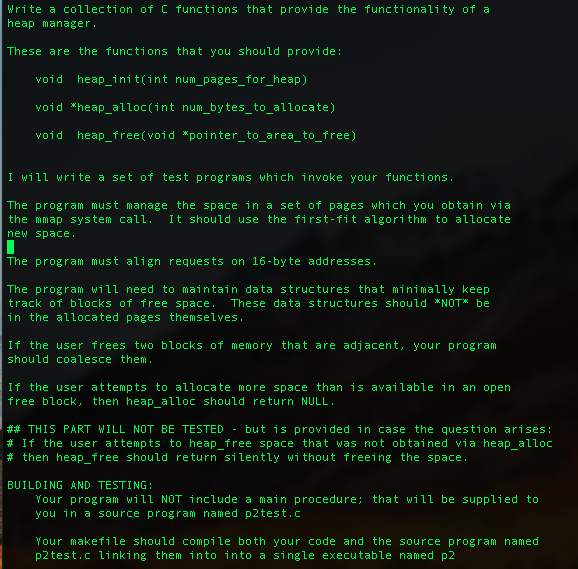 Write a collection of C functions that provide the functionality of a
heap manager.
These are the functions that you should provide:
void  heap_init(int num_pages_for_heap)
void *heap_alloc(int num_bytes_to_allocate)
void  heap_free(void *pointer_to_area_to_free)
I will write a set of test programs which invoke your functions.
The program must manage the space in a set of pages which you obtain via
the mmap system call.  It should use the first-fit algorithm to allocate
new space.
The program must align requests on 16-byte addresses.
The program will need to maintain data structures that minimally keep
track of blocks of free space.  These data structures should *NOT* be
in the allocated pages themselves.
If the user frees two blocks of memory that are adjacent, your program
should coalesce them.
If the user attempts to allocate more space than is available in an open
free block, then heap_alloc should return NULL.
## THIS PART WILL NOT BE TESTED - but is provided in case the question arises:
# If the user attempts to heap_free space that was not obtained via heap_alloc
# then heap_free should return silently without freeing the space.
BUILDING AND TESTING:
Your program will NOT include a main procedure; that will be supplied to
you in a source program named p2test.c
Your makefile should compile both your code and the source program named
p2test.c linking them into into a single executable named p2